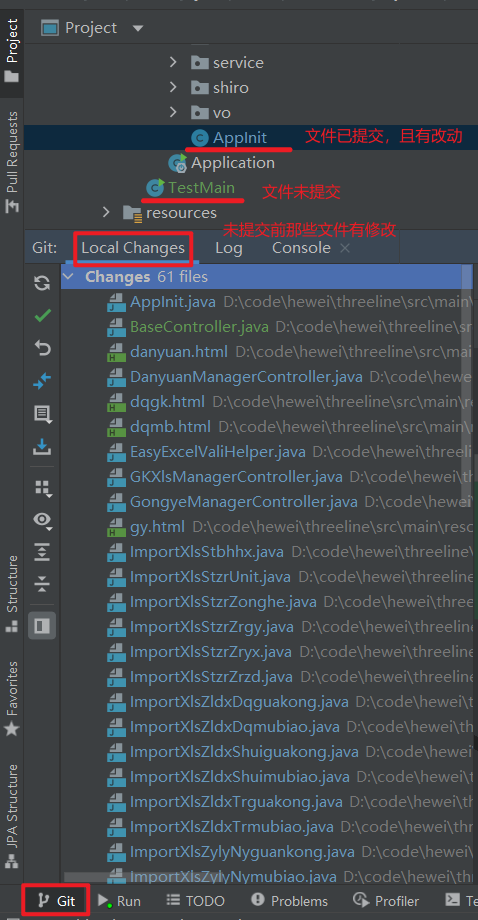 Project
Project
service
shiro
vo
AppInit
文件已提交，且有改动
Application
TestMain
文件未提交
resources
未提交前那些文件有修改
Pull Requests
Git:
Local Changes
Log
Console
Changes 61 files
AppInit.java D:\code\hewei\threeline\src\main\
BaseController.java D:\code\hewei\threeline\sr
danyuan.html D:\code\hewei\threeline\src\mai
DanyuanManagerController.java D:\code\hewe
dqgk.html D:\code\hewei\threeline\src\main\re
dqmb.html D:\code\hewei\threeline\src\main\
EasyExcelValiHelper.java D:\code\hewei\threeli
GKXlsManagerController.java D:\code\hewei\t
GongyeManagerController.java D:\code\hewei
gy.html D:\code\hewei\threeline\src\main\resc
ImportXlsStbhhx.java D:\code\hewei\threeline\
ImportXlsStzrUnit.java D:\code\hewei\threeline
ImportXlsStzrZonghe.java D:\code\hewei\three
ImportXlsStzrZrgy.java D:\code\hewei\threeline
ImportXlsStzrZryx.java D:\code\hewei\threeline
ImportXlsStzrZrzd.java D:\code\hewei\threeline
ImportXlsZldxDqguakong.java D:\code\hewei\t
ImportXlsZldxDqmubiao.java D:\code\hewei\th
ImportXlsZldxShuiguakong.java D:\code\hewei
ImportXlsZldxShuimubiao.java D:\code\hewei\
ImportXlsZldxTrguakong.java D:\code\hewei\th
ImportXlsZldxTrmubiao.java D:\code\hewei\thr
ImportXlsZylyNyguankong.java D:\code\hewei
ImportXlsZylyNymubiao.java D:\code\hewei\th
Structure
Favorites
JPA Structure
Git
Run
TODO
Problems
Profiler
Te